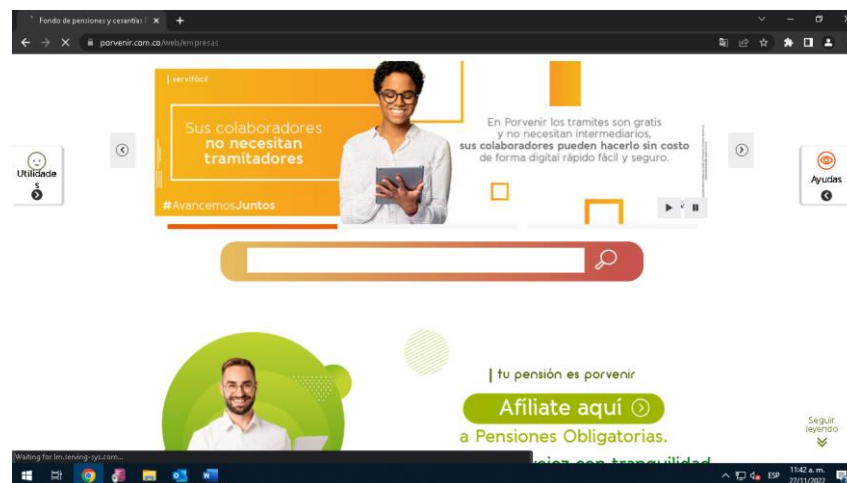 Fondo de pensiones y cesantías
porvenir.com.co/web/empresas
servifácil
Sus colaboradores
no necesitan
tramitadores
#AvancemosJuntos
En Porvenir los tramites son gratis
y no necesitan intermediarios,
sus colaboradores pueden hacerlo sin costo
de forma digital rápido fácil y seguro.
Utilidade
s
Ayudas
tu pensión es porvenir
Afíliate aquí
a Pensiones Obligatorias.
vejez con tranquilidad
Seguir
leyendo
Waiting for lm.serving-sys.com...
ESP
11:42 a. m.
27/11/2022